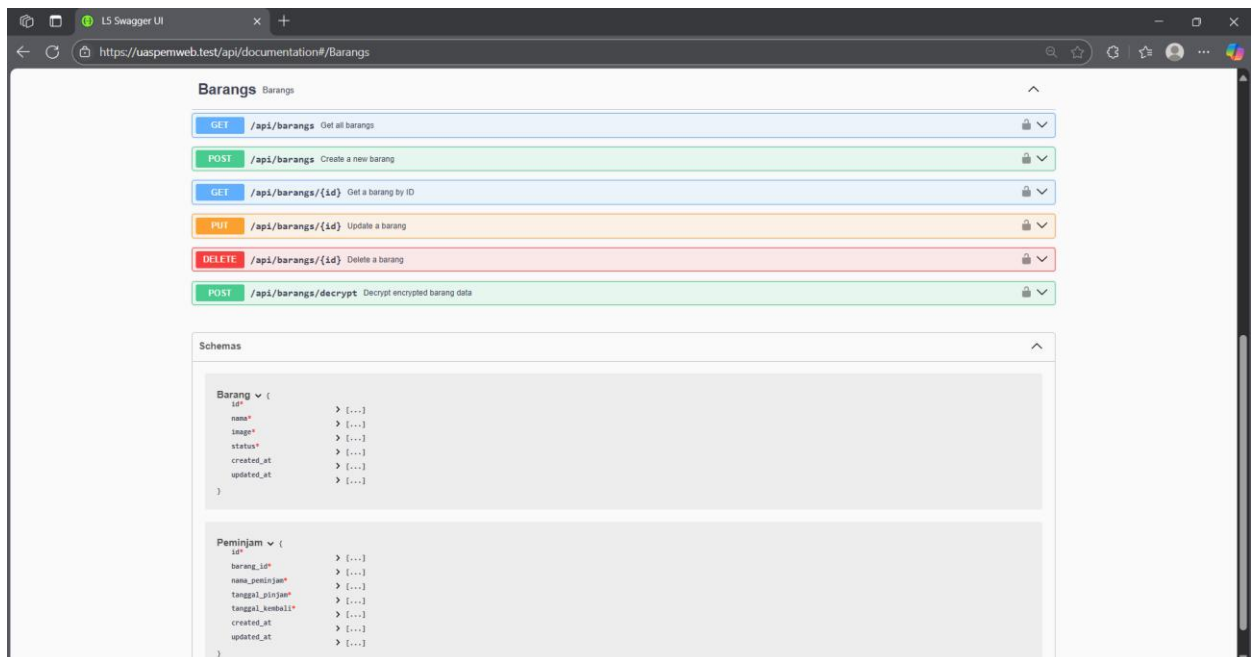 L5 Swagger UI
https://uaspemweb.test/api/documentation#/Barangs
Barangs Barangs
GET /api/barangs Get all barangs
POST /api/barangs Create a new barang
GET /api/barangs/{id} Get a barang by ID
PUT /api/barangs/{id} Update a barang
DELETE /api/barangs/{id} Delete a barang
POST /api/barangs/decrypt Decrypt encrypted barang data
Schemas
Barang {
id* [...]
nama* [...]
image* [...]
status* [...]
created_at [...]
updated_at [...]
}
Peminjam {
id* [...]
barang_id* [...]
nama_peminjam* [...]
tanggal_pinjam* [...]
tanggal_kembali* [...]
created_at [...]
updated_at [...]
}